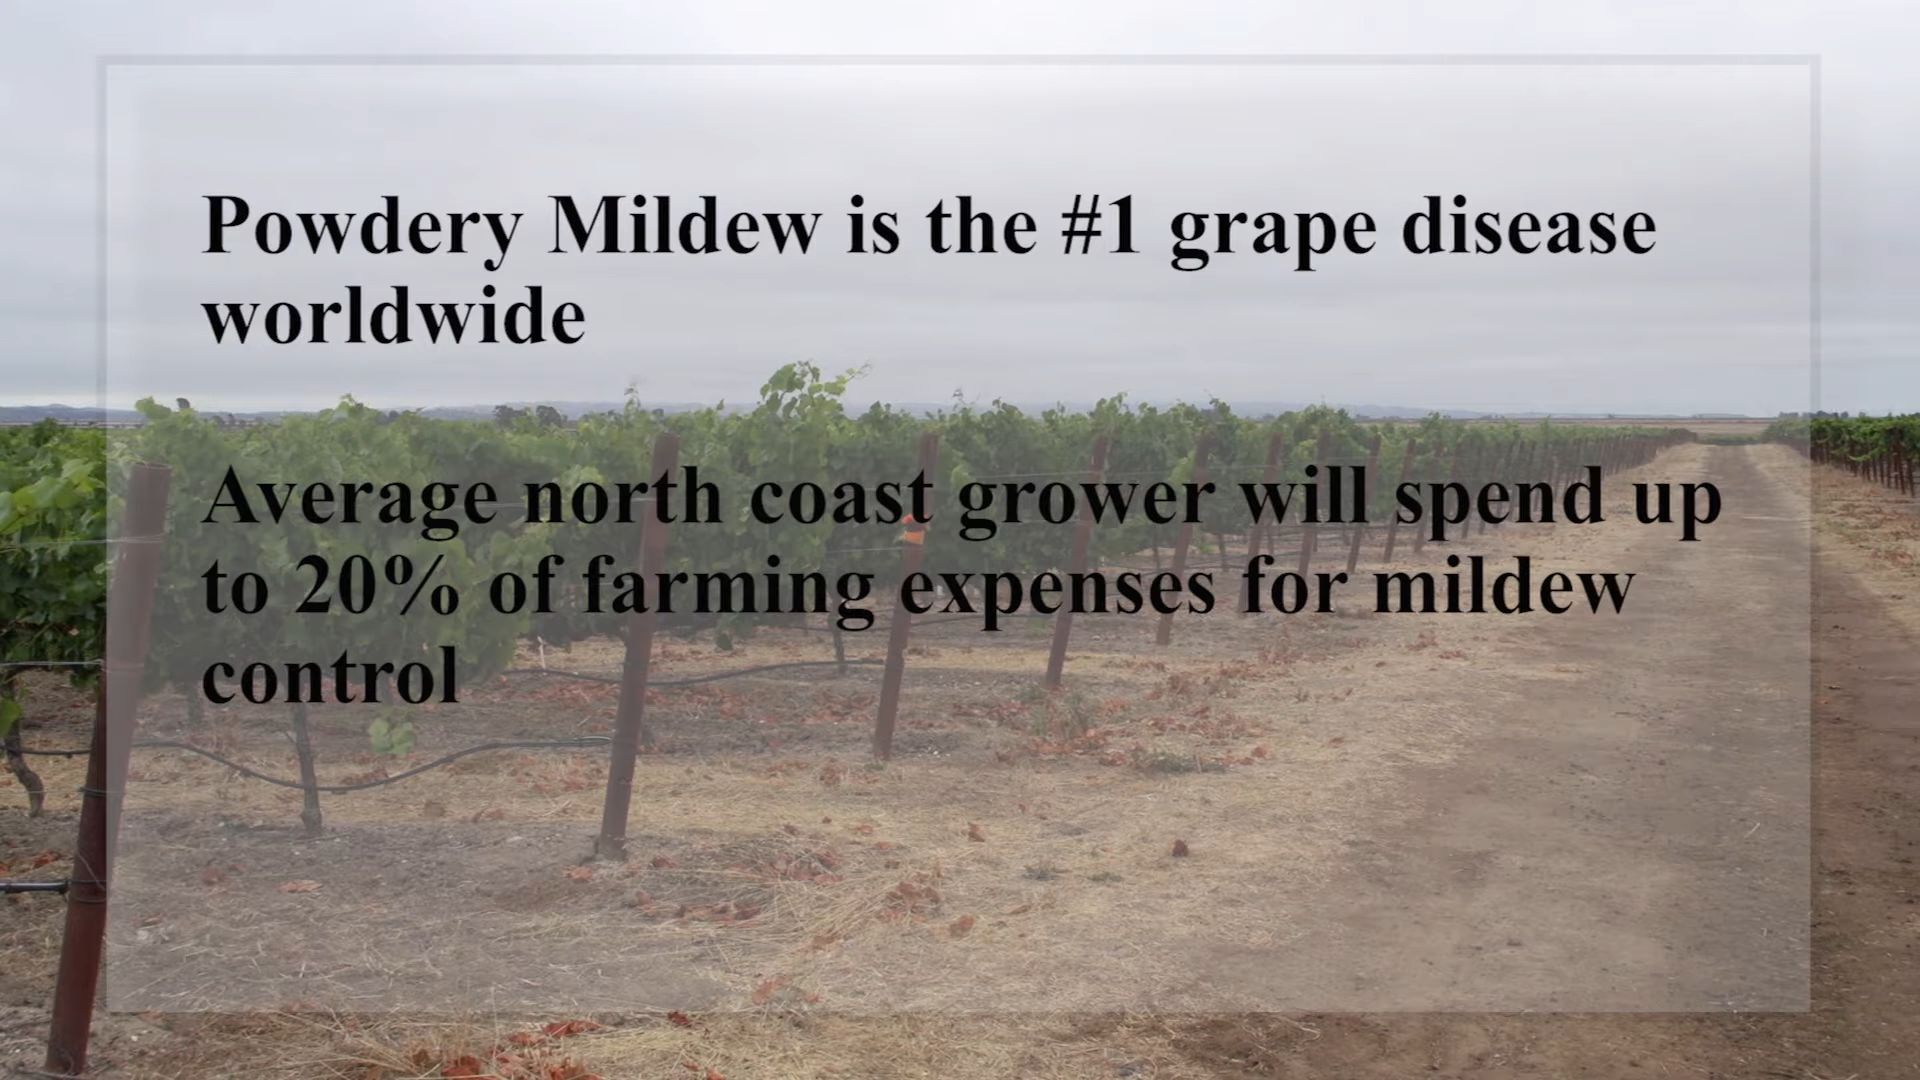 Powdery Mildew is the #1 grape disease
worldwide
Average north coast grower will spend up
to 20% of farming expenses for mildew
control